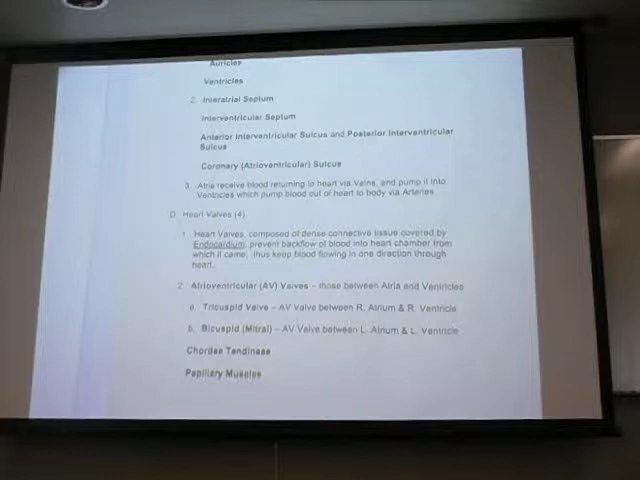 Auricles
Ventricles
2. Interatrial Septum
Interventricular Septum
Anterior Interventricular Sulcus and Posterior Interventricular
Sulcus
Coronary (Atrioventricular) Sulcus
3. Atria receive blood returning to heart via Veins, and pump it into
Ventricles which pump blood out of heart to body via Arteries.
D. Heart Valves (4)
1. Heart Valves, composed of dense connective tissue covered by
Endocardium, prevent backflow of blood into heart chamber from
which it came, thus keep blood flowing in one direction through
heart.
2. Atrioventricular (AV) Valves – those between Atria and Ventricles
a. Tricuspid Valve – AV Valve between R. Atrium & R. Ventricle
b. Bicuspid (Mitral) – AV Valve between L. Atrium & L. Ventricle
Chordae Tendinae
Papillary Muscles